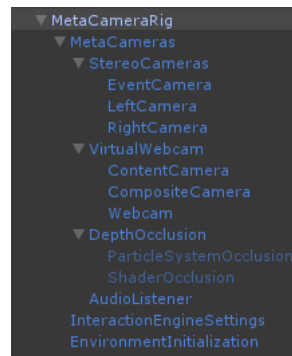 MetaCameraRig
MetaCameras
StereoCameras
EventCamera
LeftCamera
RightCamera
VirtualWebcam
ContentCamera
CompositeCamera
Webcam
DepthOcclusion
ParticleSystemOcclusion
ShaderOcclusion
AudioListener
InteractionEngineSettings
EnvironmentInitialization